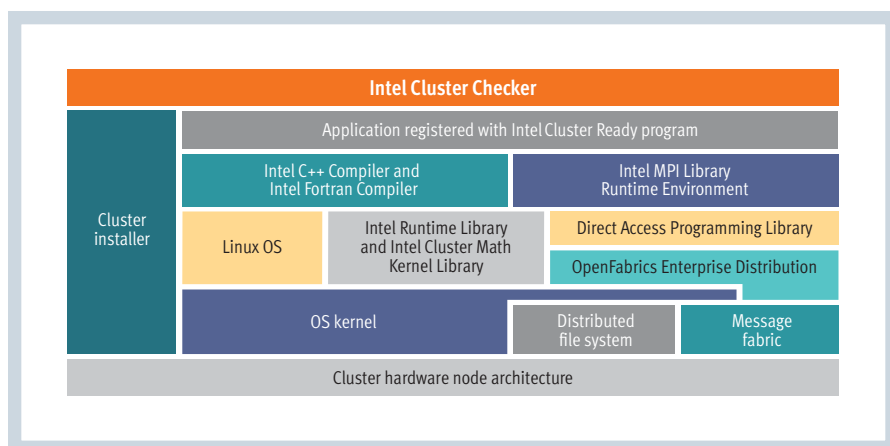 Intel Cluster Checker
Application registered with Intel Cluster Ready program
Intel C++ Compiler and
Intel Fortran Compiler
Intel MPI Library
Runtime Environment
Cluster
installer
Linux OS
Intel Runtime Library
and Intel Cluster Math
Kernel Library
Direct Access Programming Library
OpenFabrics Enterprise Distribution
OS kernel
Distributed
file system
Message
fabric
Cluster hardware node architecture